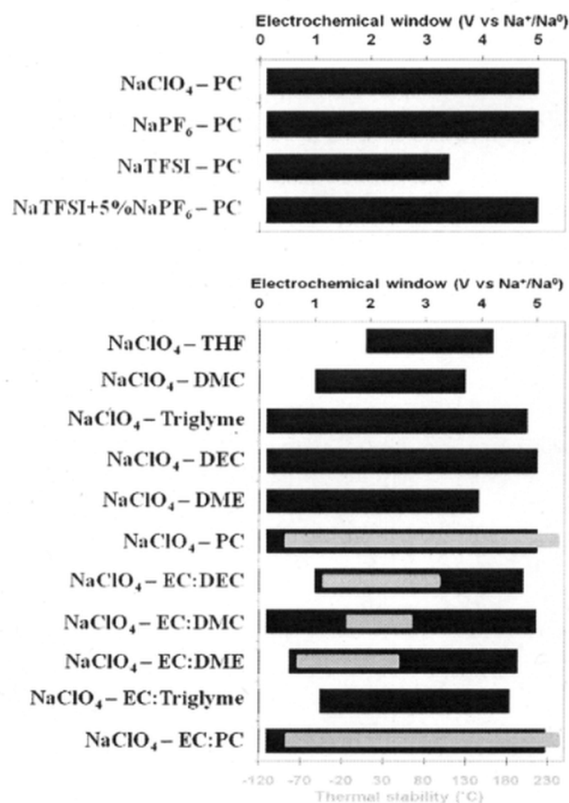 Electrochemical window (V vs Na⁺/Na⁰)
0 1 2 3 4 5
NaClO₄ – PC
NaPF₆ – PC
NaTFSI – PC
NaTFSI+5%NaPF₆ – PC
Electrochemical window (V vs Na⁺/Na⁰)
0 1 2 3 4 5
NaClO₄ – THF
NaClO₄ – DMC
NaClO₄ – Triglyme
NaClO₄ – DEC
NaClO₄ – DME
NaClO₄ – PC
NaClO₄ – EC:DEC
NaClO₄ – EC:DMC
NaClO₄ – EC:DME
NaClO₄ – EC:Triglyme
NaClO₄ – EC:PC
-120 -70 -20 30 80 130 180 230
Thermal stability (°C)